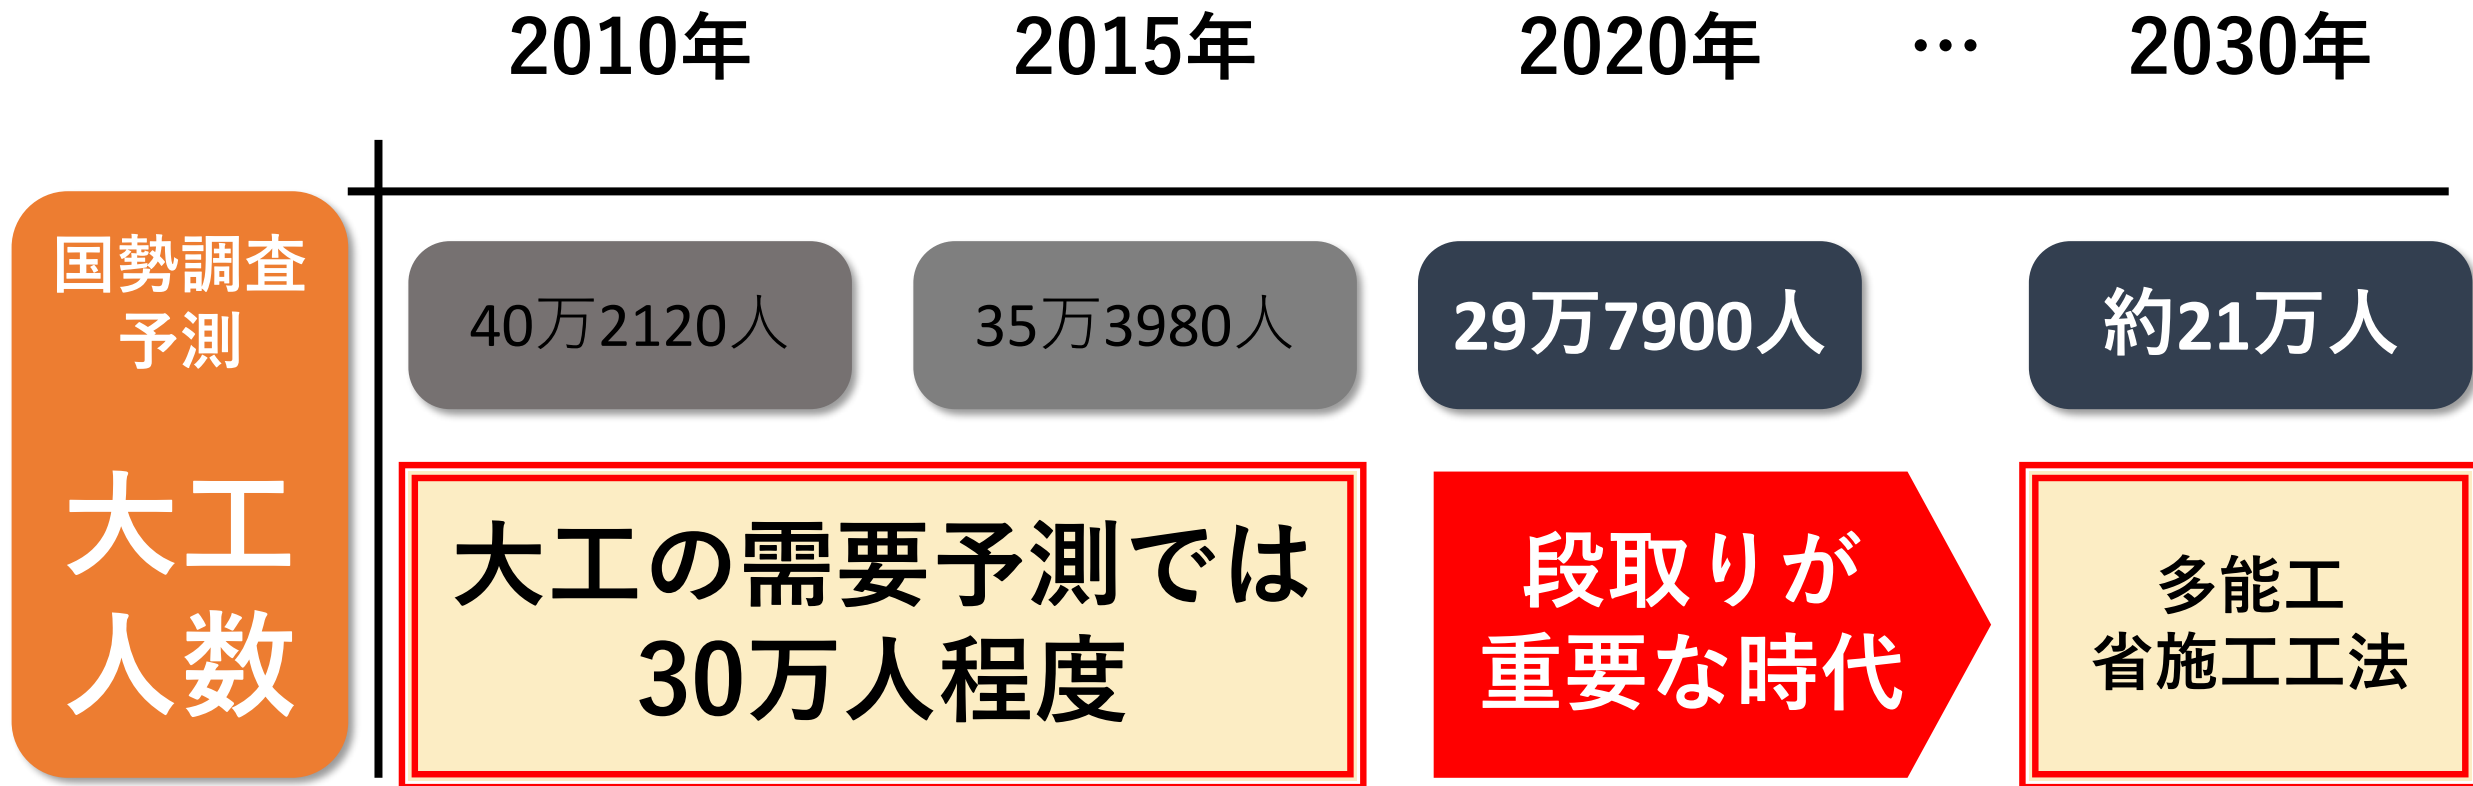 2010年 2015年 2020年 … 2030年
国勢調査
予測
大工
人数
40万2120人 35万3980人 29万7900人 約21万人
大工の需要予測では
30万人程度
段取りが
重要な時代
多能工
省施工工法